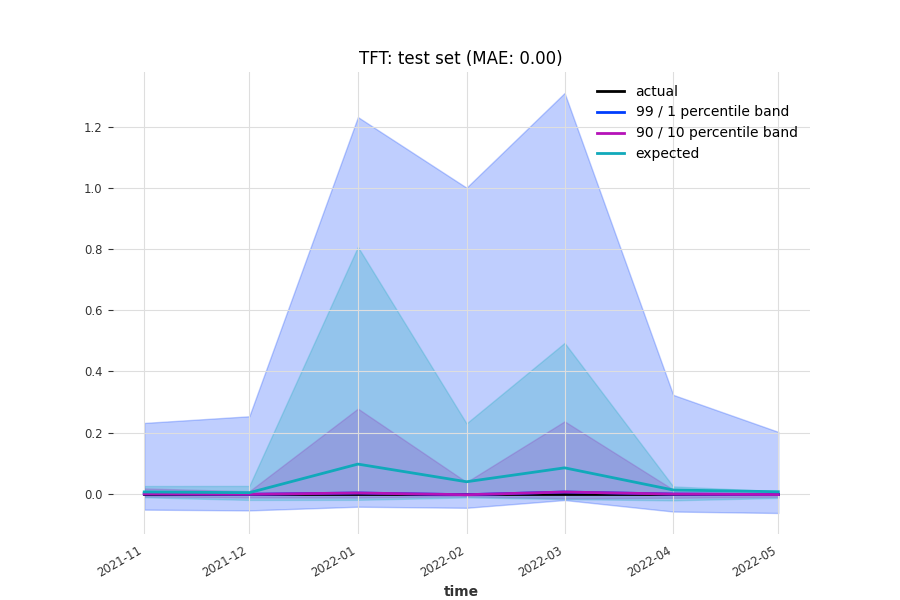 TFT: test set (MAE: 0.00)
actual
99 / 1 percentile band
90 / 10 percentile band
expected
1.2
1.0
0.8
0.6
0.4
0.2
0.0
2021-11
2021-12
2022-01
2022-02
2022-03
2022-04
2022-05
time